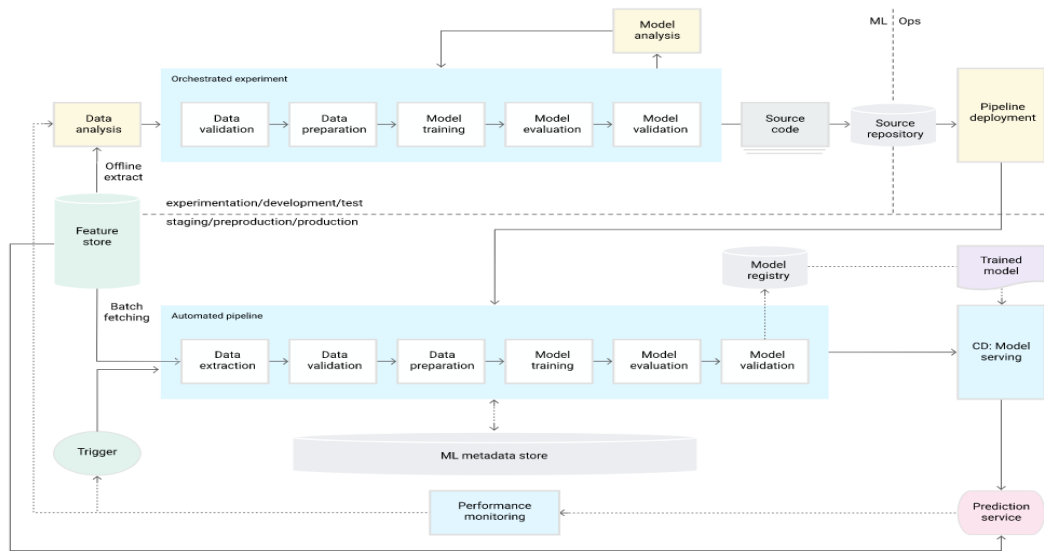 Model
analysis
ML
Ops
Orchestrated experiment
Data
analysis
Data
validation
Data
preparation
Model
training
Model
evaluation
Model
validation
Source
code
Source
repository
Pipeline
deployment
Offline
extract
experimentation/development/test
staging/preproduction/production
Feature
store
Model
registry
Trained
model
Batch
fetching
Automated pipeline
Data
extraction
Data
validation
Data
preparation
Model
training
Model
evaluation
Model
validation
CD: Model
serving
Trigger
ML metadata store
Performance
monitoring
Prediction
service